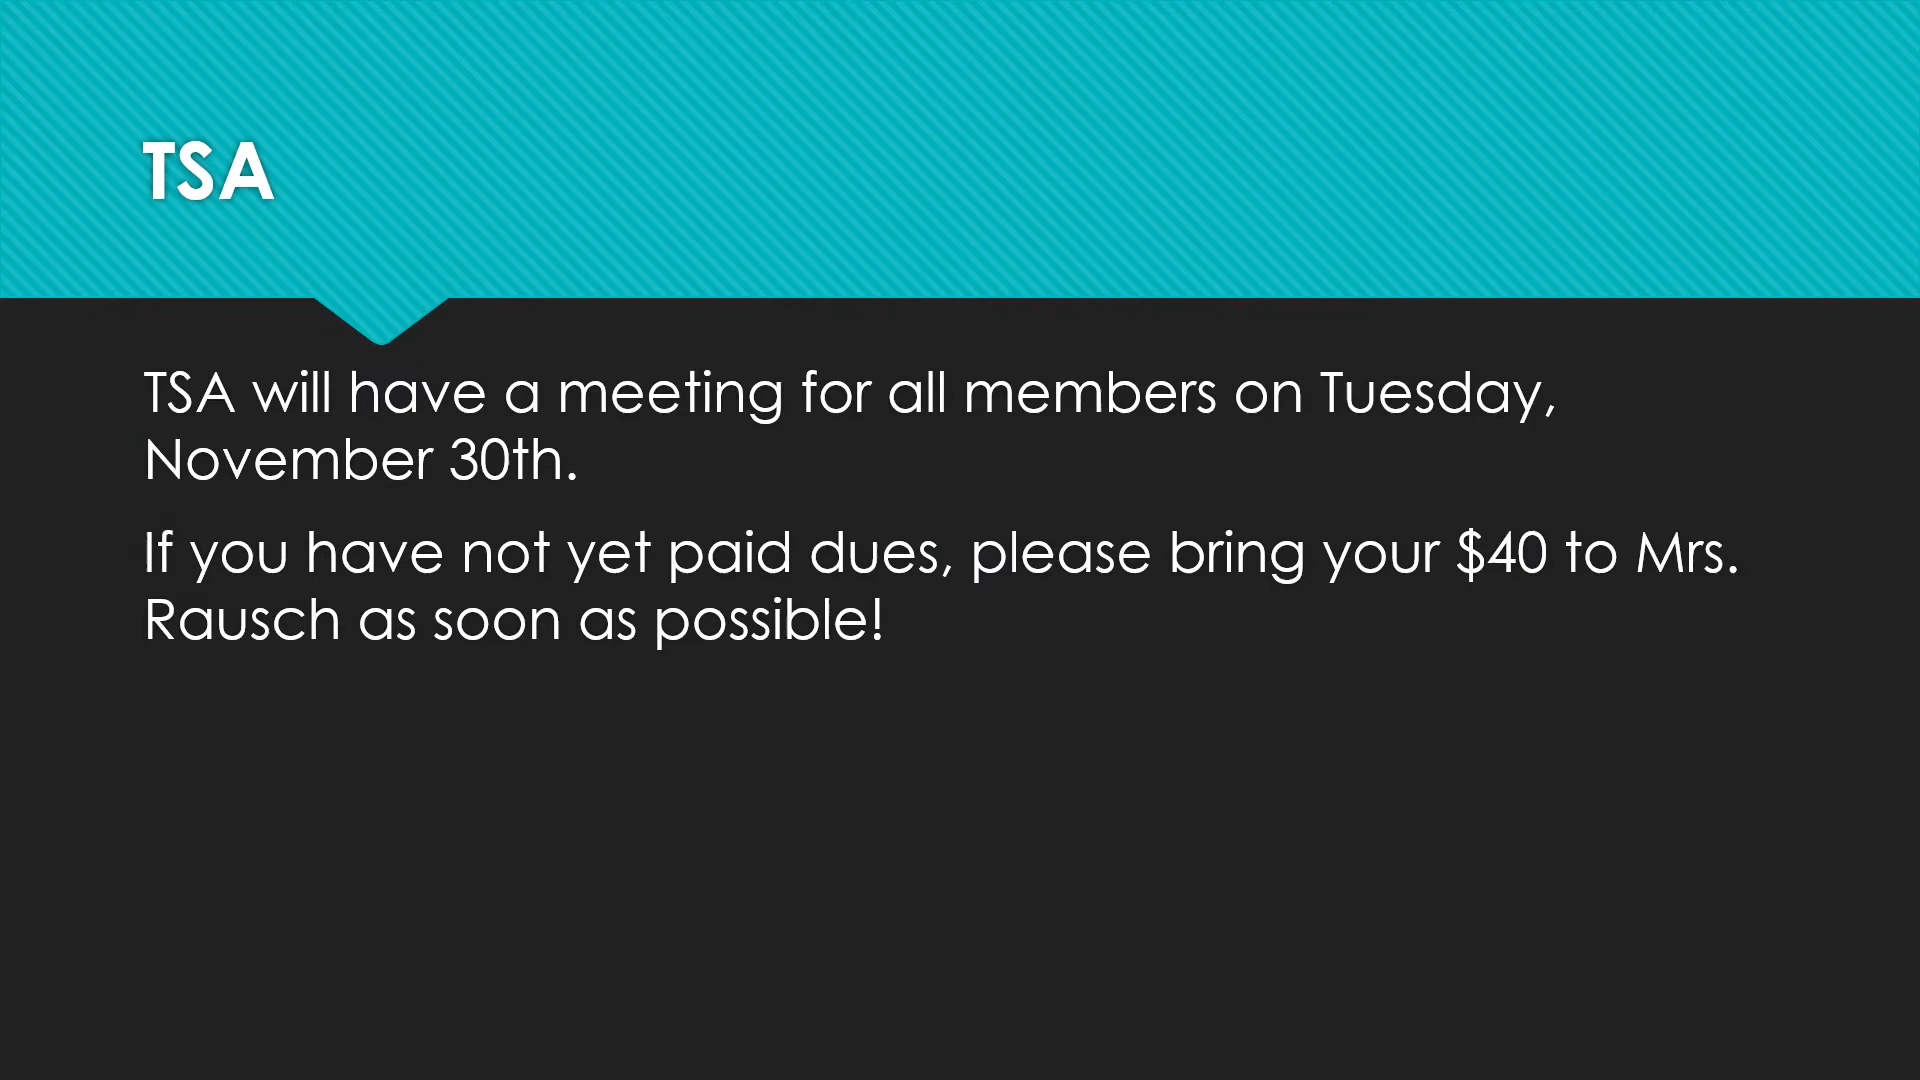 TSA
TSA will have a meeting for all members on Tuesday,
November 30th.
If you have not yet paid dues, please bring your $40 to Mrs.
Rausch as soon as possible!